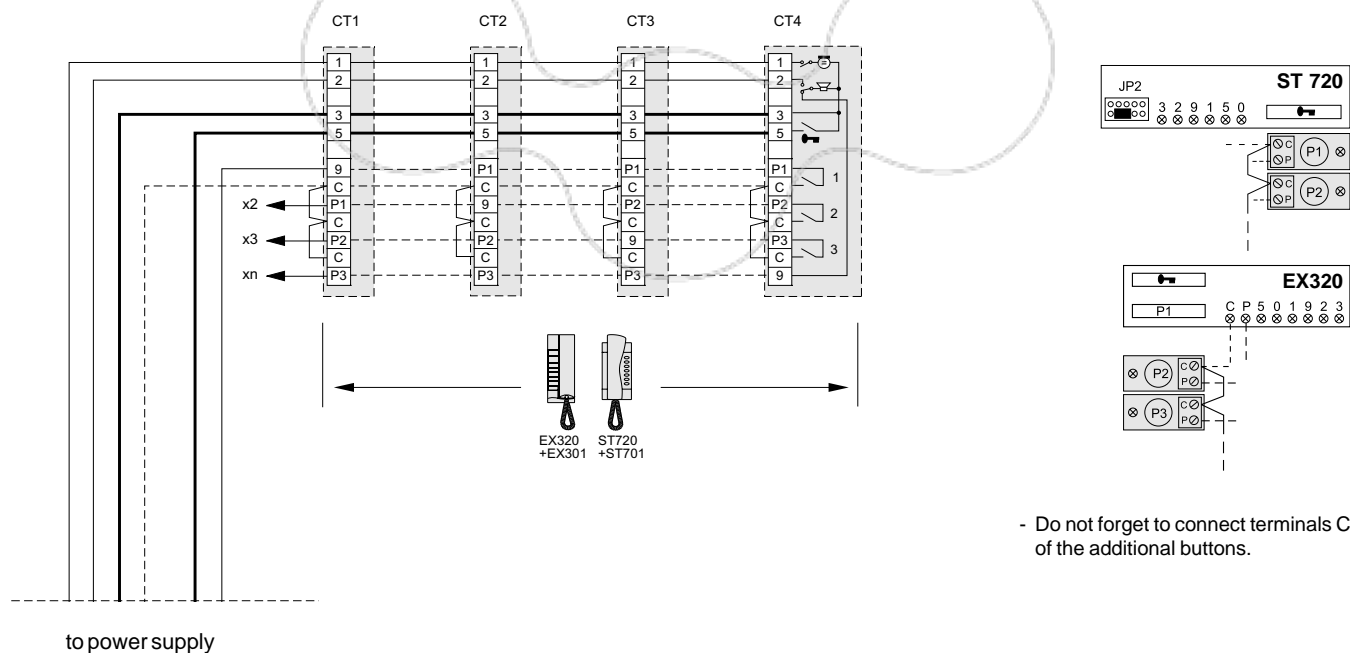 CT1 CT2 CT3 CT4
1 1 1 1
2 2 2 2
3 3 3 3
5 5 5 5
9 P1 P1 P1 1
C C C C
x2 P1 9 P2 P2 2
C C C C
x3 P2 P2 9 P3 3
C C C C
xn P3 P3 P3 9
EX320 ST720
+EX301 +ST701
to power supply
JP2 ST 720
3 2 9 1 5 0
C P1
P
C P2
P
EX320
P1 C P 5 0 1 9 2 3
P2 C
P
P3 C
P
- Do not forget to connect terminals C
of the additional buttons.